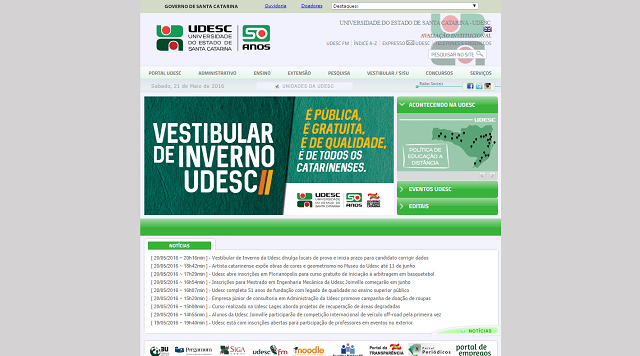 GOVERNO DE SANTA CATARINA
Ouvidoria
Doadores
Destaques:
UDESC
UNIVERSIDADE
DO ESTADO DE
SANTA CATARINA
50
ANOS
UNIVERSIDADE DO ESTADO DE SANTA CATARINA - UDESC
AVALIAÇÃO INSTITUCIONAL
UDESC FM | ÍNDICE A-Z | EXPRESSO UDESC
PESQUISAR NO SITE
PORTAL UDESC
ADMINISTRATIVO
ENSINO
EXTENSÃO
PESQUISA
VESTIBULAR / SISU
CONCURSOS
SERVIÇOS
Sábado, 21 de Maio de 2016
UNIDADES DA UDESC
Redes Sociais
VESTIBULAR
DE INVERNO
UDESC//
É PÚBLICA,
É GRATUITA,
E DE QUALIDADE,
E DE TODOS OS
CATARINENSES.
UDESC
UNIVERSIDADE
DO ESTADO DE
SANTA CATARINA
50
ANOS
ACONTECENDO NA UDESC
UDESC
POLÍTICA DE
EDUCAÇÃO A
DISTÂNCIA
EVENTOS UDESC
EDITAIS
NOTÍCIAS
[ 20/05/2016 - 20h16min ] - Vestibular de Inverno da Udesc divulga locais de prova e inicia prazo para candidato corrigir dados
[ 20/05/2016 - 18h42min ] - Artista catarinense expõe obras de cores e geometrismo no Museu da Udesc até 11 de junho
[ 20/05/2016 - 17h29min ] - Udesc abre inscrições em Florianópolis para curso gratuito de iniciação à arbitragem em basquetebol
[ 20/05/2016 - 16h54min ] - Inscrições para Mestrado em Engenharia Mecânica da Udesc Joinville começarão em junho
[ 20/05/2016 - 16h07min ] - Udesc completa 51 anos de fundação com legado de qualidade no ensino superior público
[ 20/05/2016 - 15h20min ] - Empresa júnior de consultoria em Administração da Udesc promove campanha de doação de roupas
[ 20/05/2016 - 15h00min ] - Curso realizado na Udesc Lages aborda projetos de recuperação de áreas degradadas
[ 20/05/2016 - 14h55min ] - Alunos da Udesc Joinville participarão de competição internacional de veículo off-road pela primeira vez
[ 19/05/2016 - 19h40min ] - Udesc está com inscrições abertas para participação de professores em eventos no exterior
NOTÍCIAS
BU
Pergamum
SIGA
udesc fm
moodle
Portal da
TRANSPARÊNCIA
Portal de
Periódicos
portal de
empregos